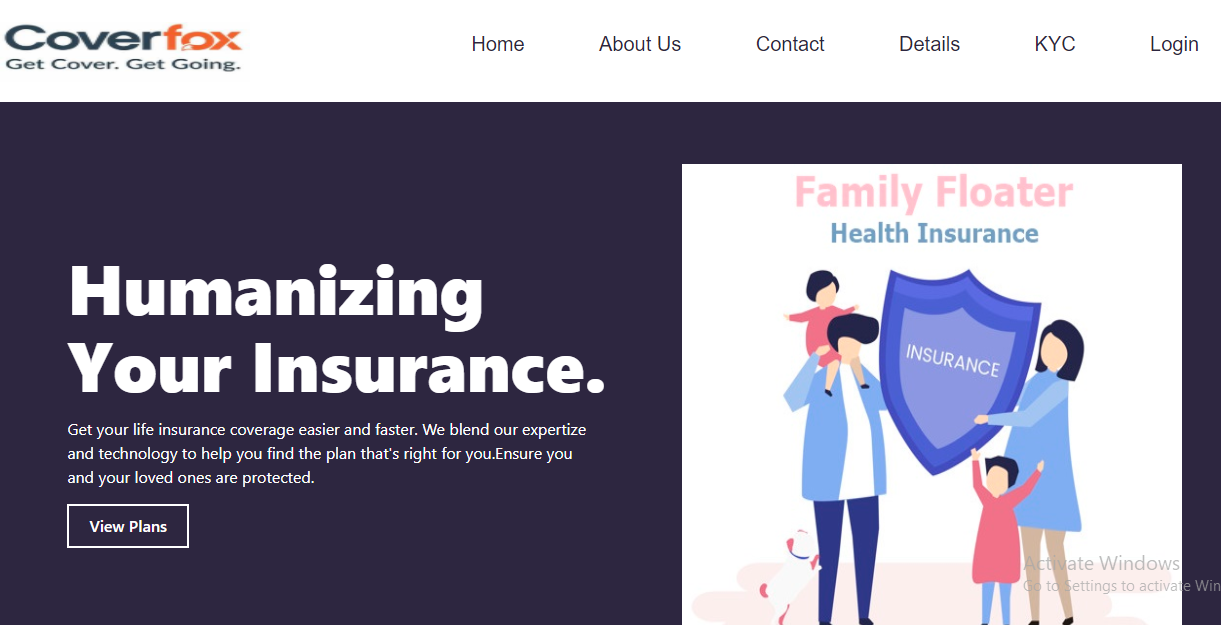 Coverfox
Get Cover. Get Going.
Home About Us Contact Details KYC Login
Humanizing
Your Insurance.
Get your life insurance coverage easier and faster. We blend our expertize
and technology to help you find the plan that's right for you.Ensure you
and your loved ones are protected.
View Plans
Family Floater
Health Insurance
INSURANCE
Activate Windows
Go to Settings to activate Win